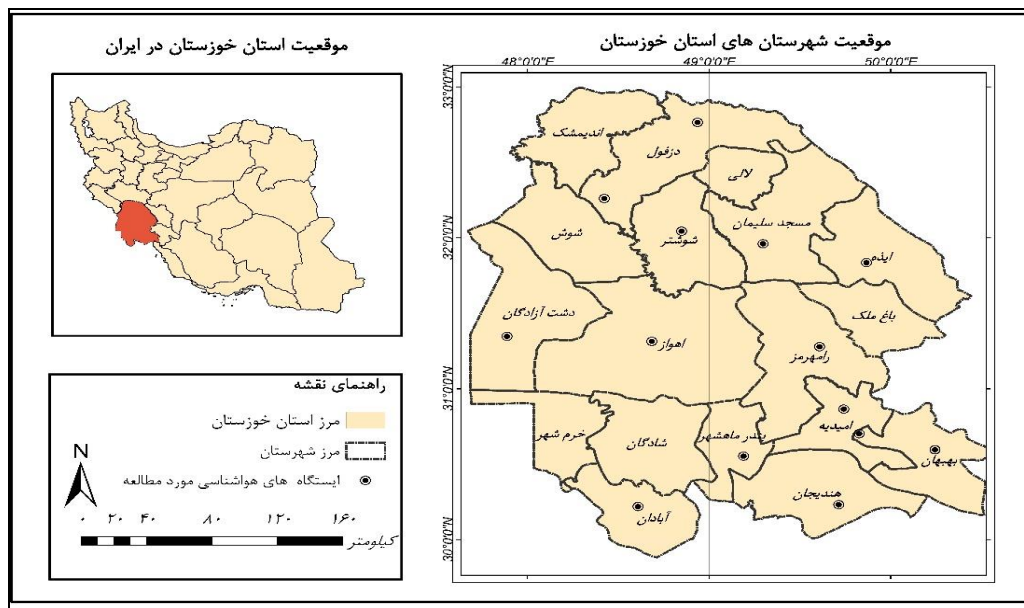 موقعیت شهرستان های استان خوزستان
48°0'0"E 49°0'0"E 50°0'0"E
33°0'0"N
32°0'0"N
31°0'0"N
30°0'0"N
اندیمشک
دزفول
لالی
شوش
شوشتر
مسجد سلیمان
ایذه
دشت آزادگان
اهواز
باغ ملک
رامهرمز
خرم شهر
شادگان
بندر ماهشهر
امیدیه
بهبهان
آبادان
هندیجان
موقعیت استان خوزستان در ایران
راهنمای نقشه
مرز استان خوزستان
مرز شهرستان
ایستگاه های هواشناسی مورد مطالعه
N
۰ ۲۰ ۴۰ ۸۰ ۱۲۰ ۱۶۰
کیلومتر